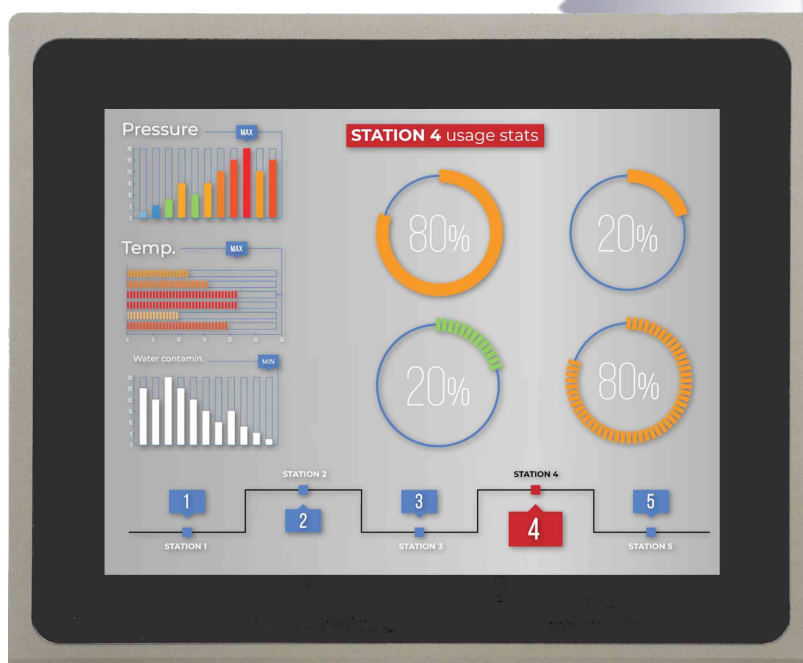 Pressure
MAX
STATION 4 usage stats
80%
20%
Temp.
MAX
Water contamin.
MIN
20%
80%
STATION 2
STATION 4
1
3
5
2
4
STATION 1
STATION 3
STATION 5